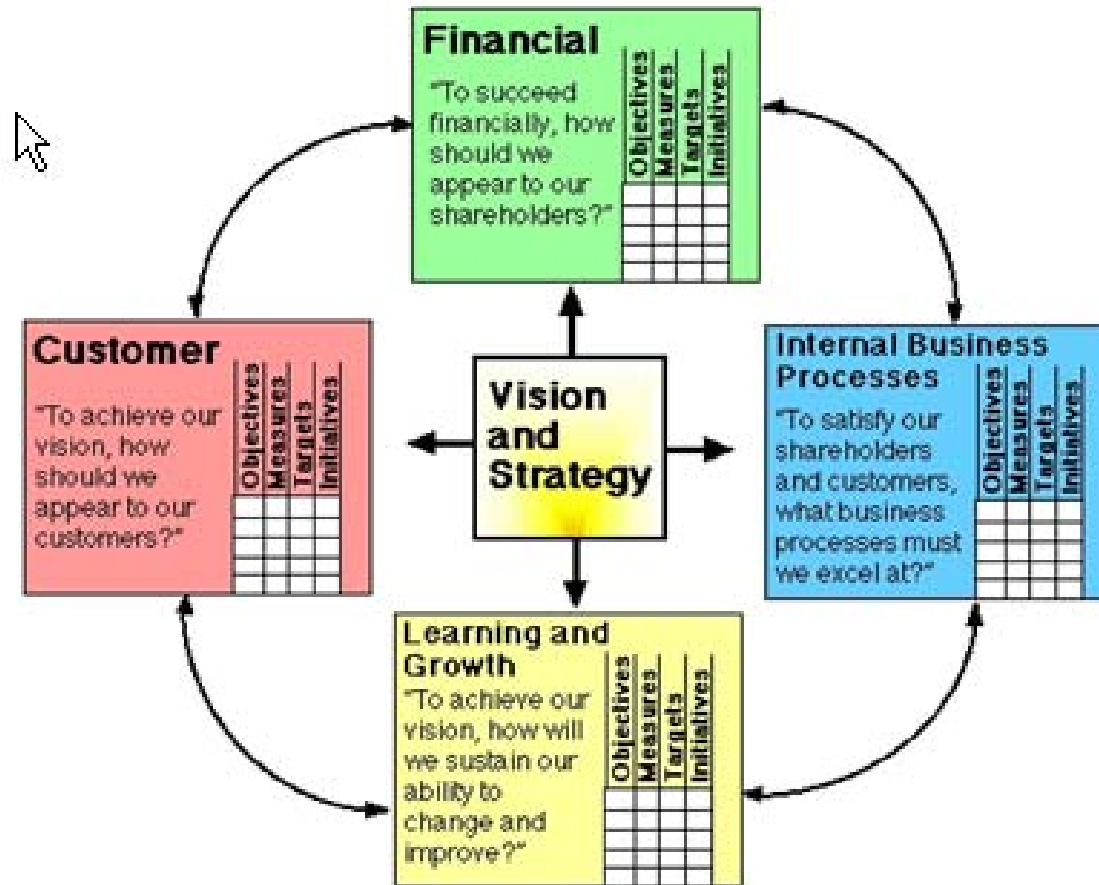 Financial
"To succeed
financially, how
should we
appear to our
shareholders?"
Objectives
Measures
Targets
Initiatives
Customer
"To achieve our
vision, how
should we
appear to our
customers?"
Objectives
Measures
Targets
Initiatives
Vision
and
Strategy
Internal Business
Processes
"To satisfy our
shareholders
and customers,
what business
processes must
we excel at?"
Objectives
Measures
Targets
Initiatives
Learning and
Growth
"To achieve our
vision, how will
we sustain our
ability to
change and
improve?"
Objectives
Measures
Targets
Initiatives